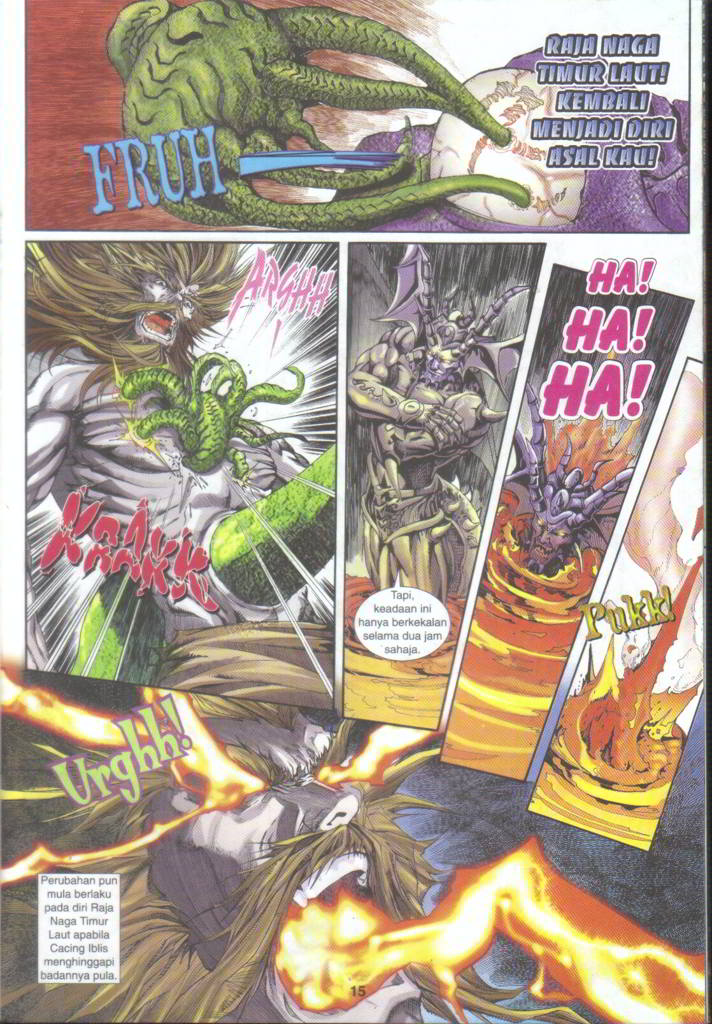 RAJA NAGA
TIMUR LAUT!
KEMBALI
MENJADI DIRI
ASAL KAU!
FRUH
ARGHH
!
KRAKK
Tapi,
keadaan ini
hanya berkekalan
selama dua jam
sahaja.
HA!
HA!
HA!
Pukk!
Urghh!
Perubahan pun
mula berlaku
pada diri Raja
Naga Timur
Laut apabila
Cacing Iblis
menghinggapi
badannya pula.
15